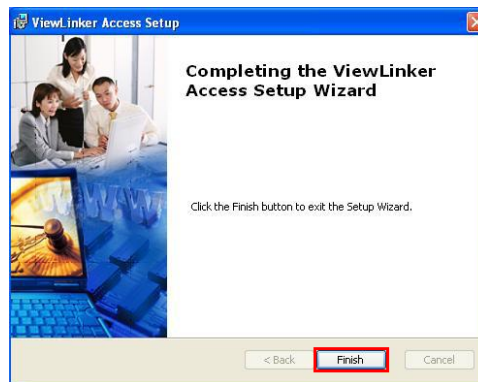 ViewLinker Access Setup
Completing the ViewLinker
Access Setup Wizard
Click the Finish button to exit the Setup Wizard.
WWW
< Back
Finish
Cancel